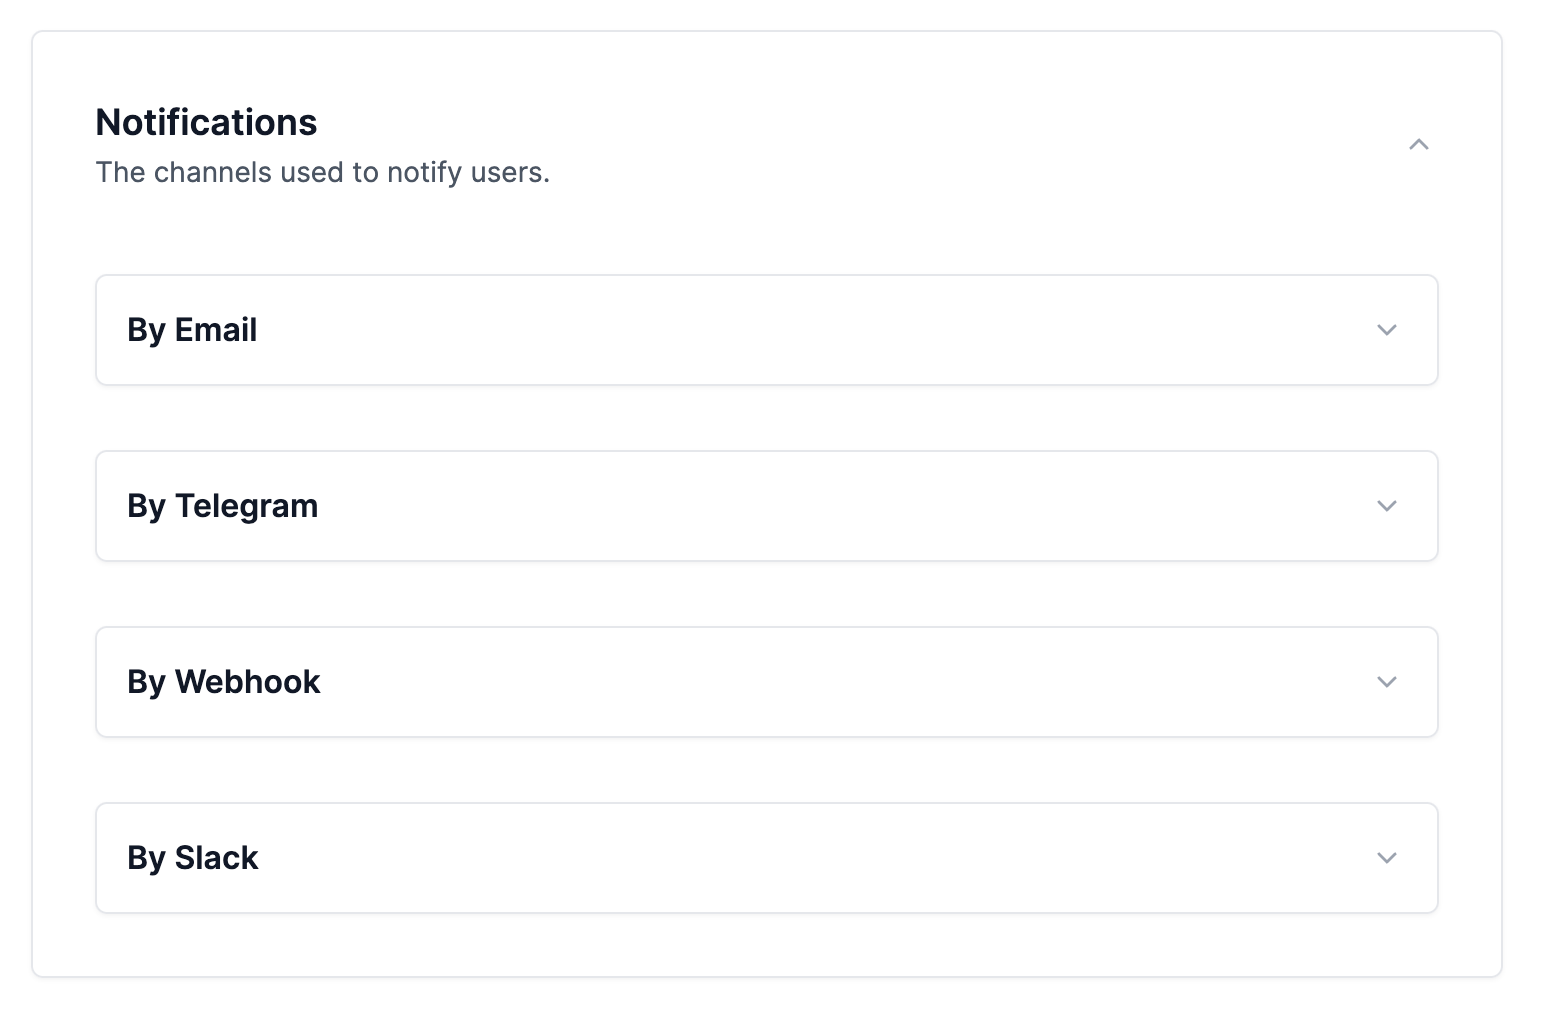 Notifications
The channels used to notify users.
By Email
By Telegram
By Webhook
By Slack